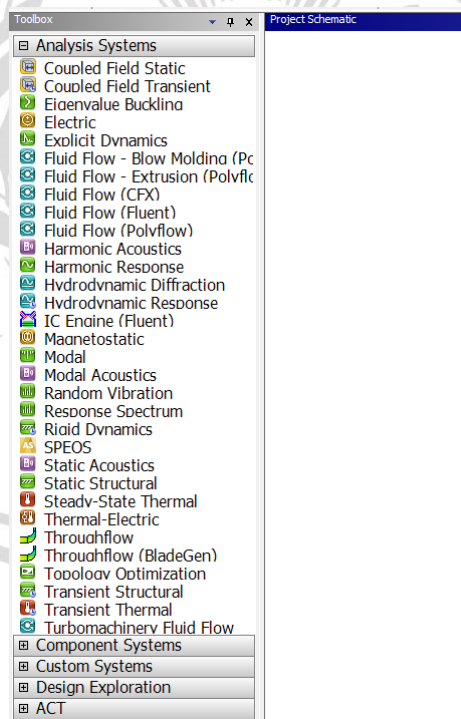 Toolbox
Project Schematic
Analysis Systems
Coupled Field Static
Coupled Field Transient
Eigenvalue Buckling
Electric
Explicit Dynamics
Fluid Flow - Blow Molding (Po
Fluid Flow - Extrusion (Polyflo
Fluid Flow (CFX)
Fluid Flow (Fluent)
Fluid Flow (Polyflow)
Harmonic Acoustics
Harmonic Response
Hydrodynamic Diffraction
Hydrodynamic Response
IC Engine (Fluent)
Magnetostatic
Modal
Modal Acoustics
Random Vibration
Response Spectrum
Rigid Dynamics
SPEOS
Static Acoustics
Static Structural
Steady-State Thermal
Thermal-Electric
Throughflow
Throughflow (BladeGen)
Topology Optimization
Transient Structural
Transient Thermal
Turbomachinery Fluid Flow
Component Systems
Custom Systems
Design Exploration
ACT